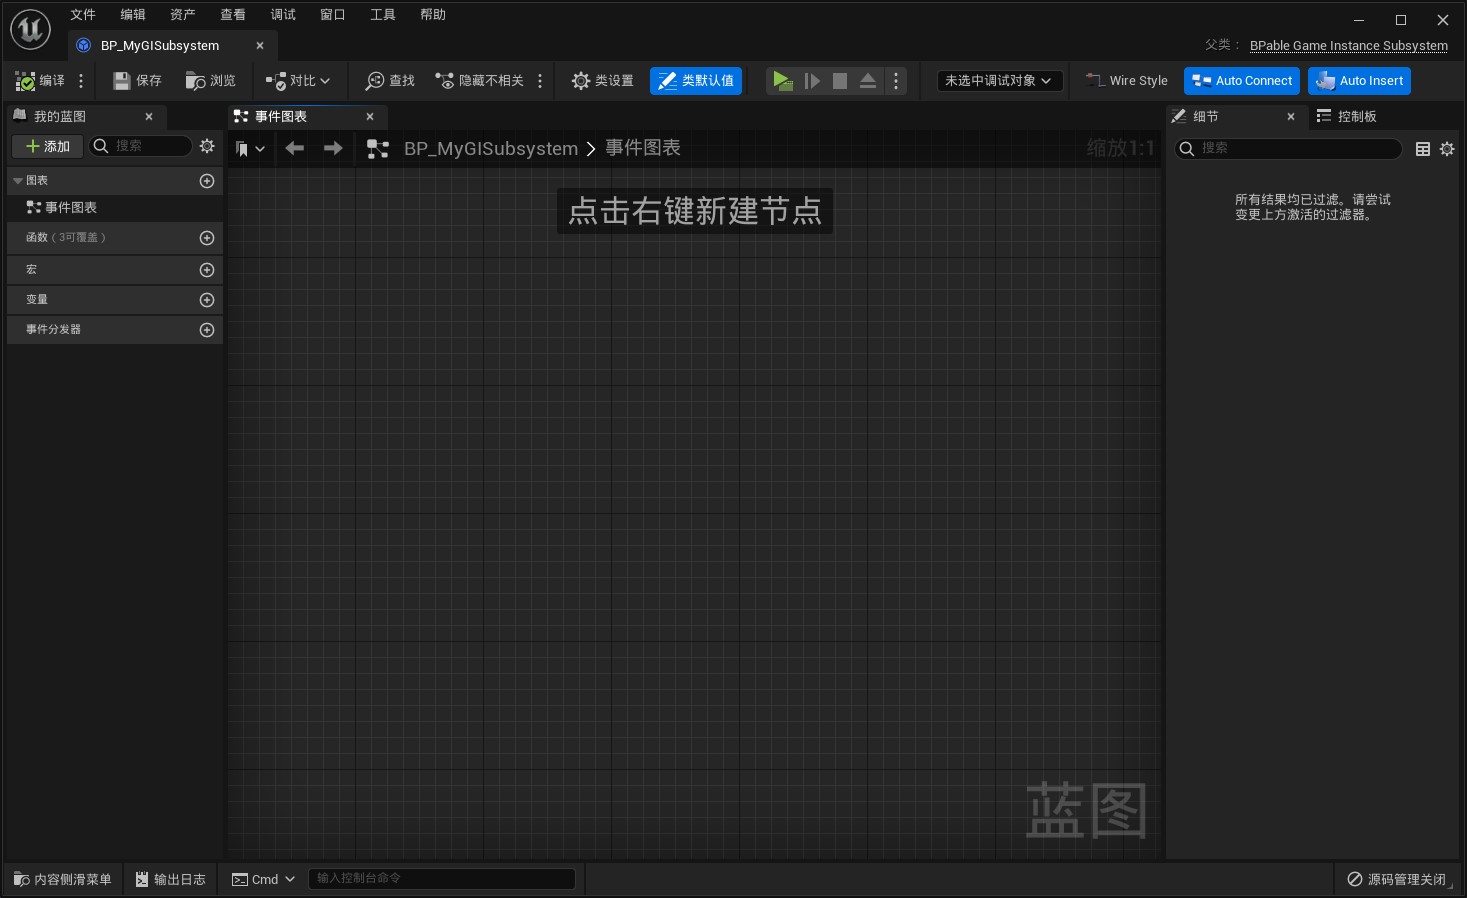 文件 编辑 资产 查看 调试 窗口 工具 帮助
BP_MyGISubsystem
父类： BPable Game Instance Subsystem
编译 保存 浏览 对比 查找 隐藏不相关 类设置 类默认值 未选中调试对象 Wire Style Auto Connect Auto Insert
我的蓝图
事件图表
细节
控制板
添加
搜索
BP_MyGISubsystem > 事件图表
缩放1:1
搜索
图表
事件图表
函数（3可覆盖）
宏
变量
事件分发器
点击右键新建节点
所有结果均已过滤。请尝试
变更上方激活的过滤器。
蓝图
内容侧滑菜单 输出日志 Cmd 输入控制台命令 源码管理关闭